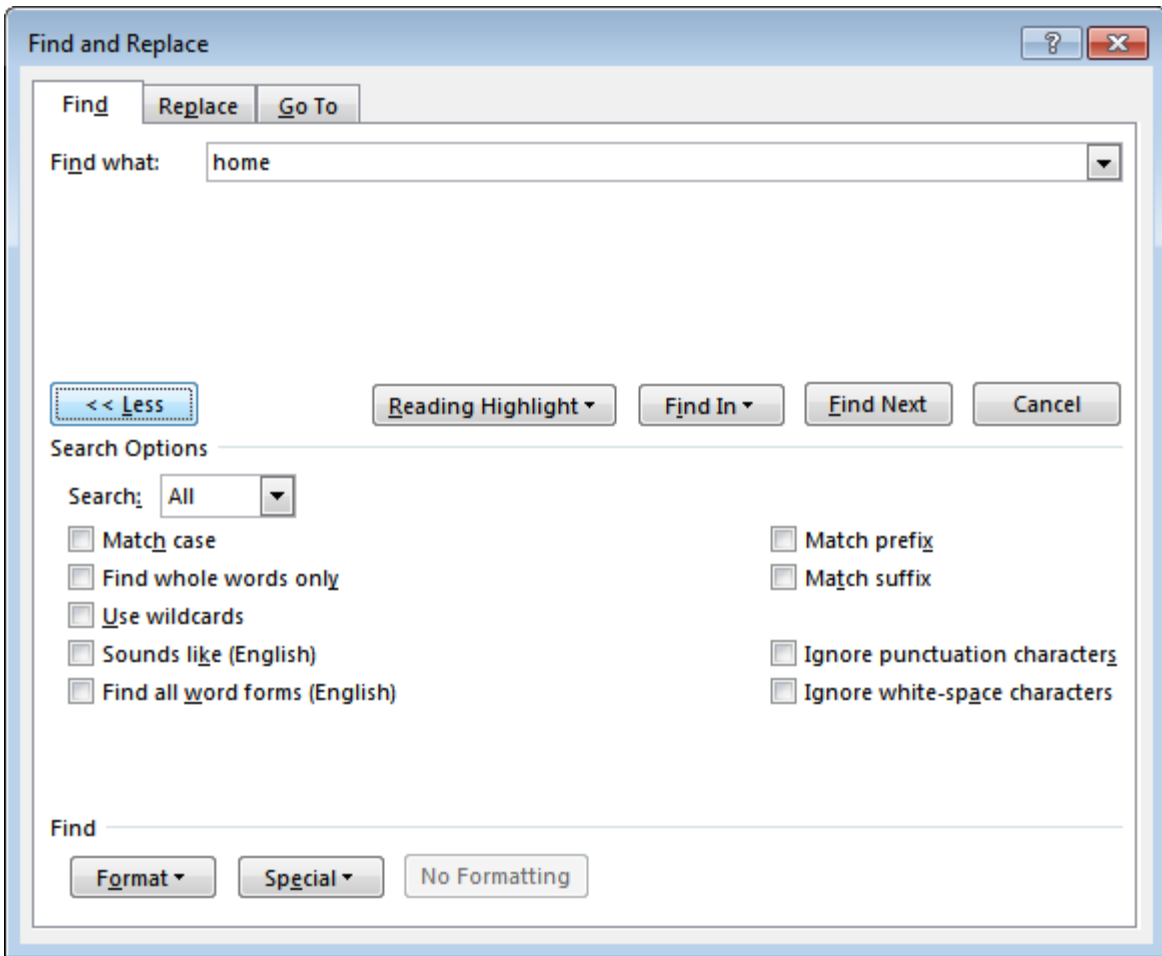 Find and Replace
Find Replace Go To
Find what: home
<< Less Reading Highlight Find In Find Next Cancel
Search Options
Search: All
Match case Match prefix
Find whole words only Match suffix
Use wildcards
Sounds like (English) Ignore punctuation characters
Find all word forms (English) Ignore white-space characters
Find
Format Special No Formatting